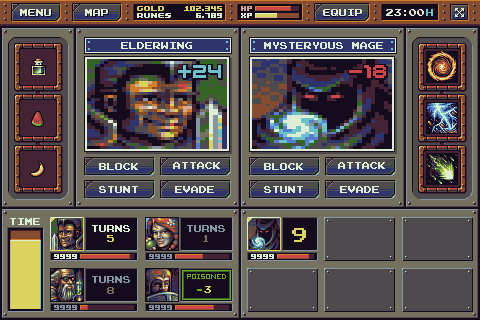 MENU
MAP
GOLD 102.345
RUNES 6.789
HP
XP
EQUIP
23:00H
ELDERWING
+24
MYSTERYOUS MAGE
-18
BLOCK
ATTACK
STUNT
EVADE
BLOCK
ATTACK
STUNT
EVADE
TIME
TURNS
5
9999
TURNS
1
9999
9
9999
TURNS
8
9999
POISONED
-3
9999